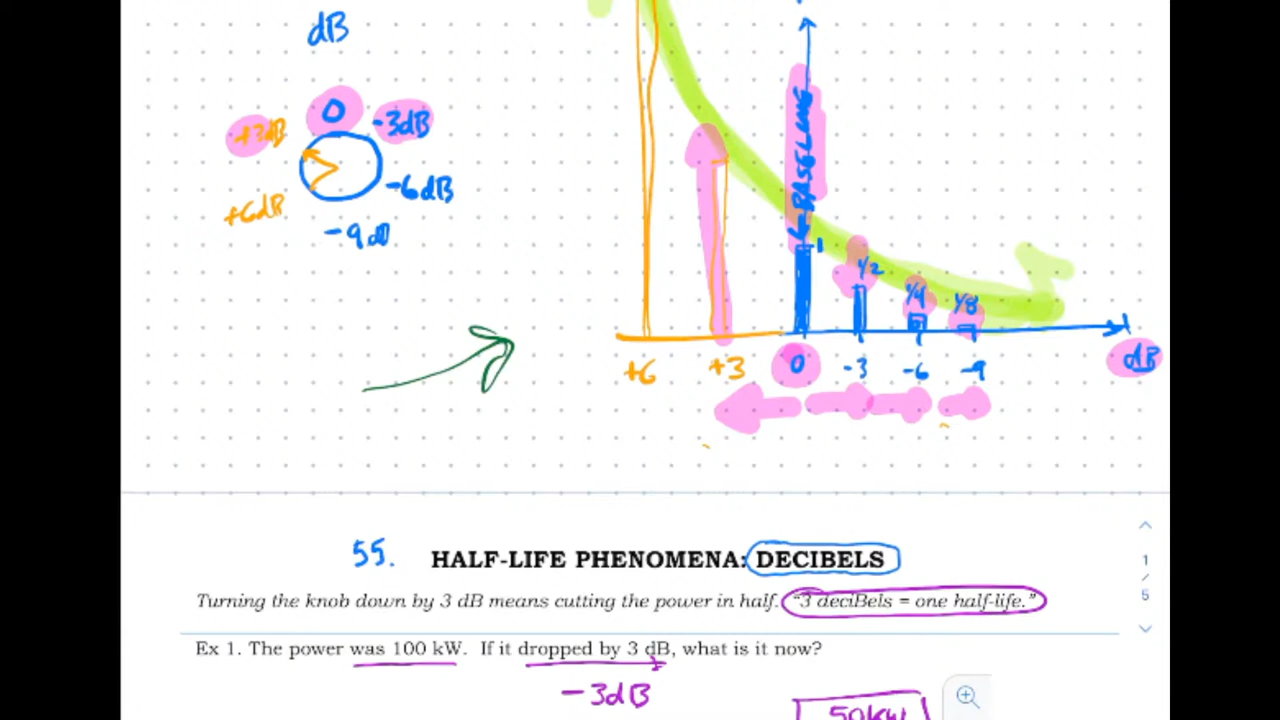 dB
0
+3dB
-3dB
-6dB
+6dB
-9dB
BASELINE
1
1/2
1/4
1/8
+6 +3 0 -3 -6 -9 dB
55. HALF-LIFE PHENOMENA: DECIBELS
Turning the knob down by 3 dB means cutting the power in half. "3 deciBels = one half-life."
Ex 1. The power was 100 kW. If it dropped by 3 dB, what is it now?
-3dB
50kW
1
/
5